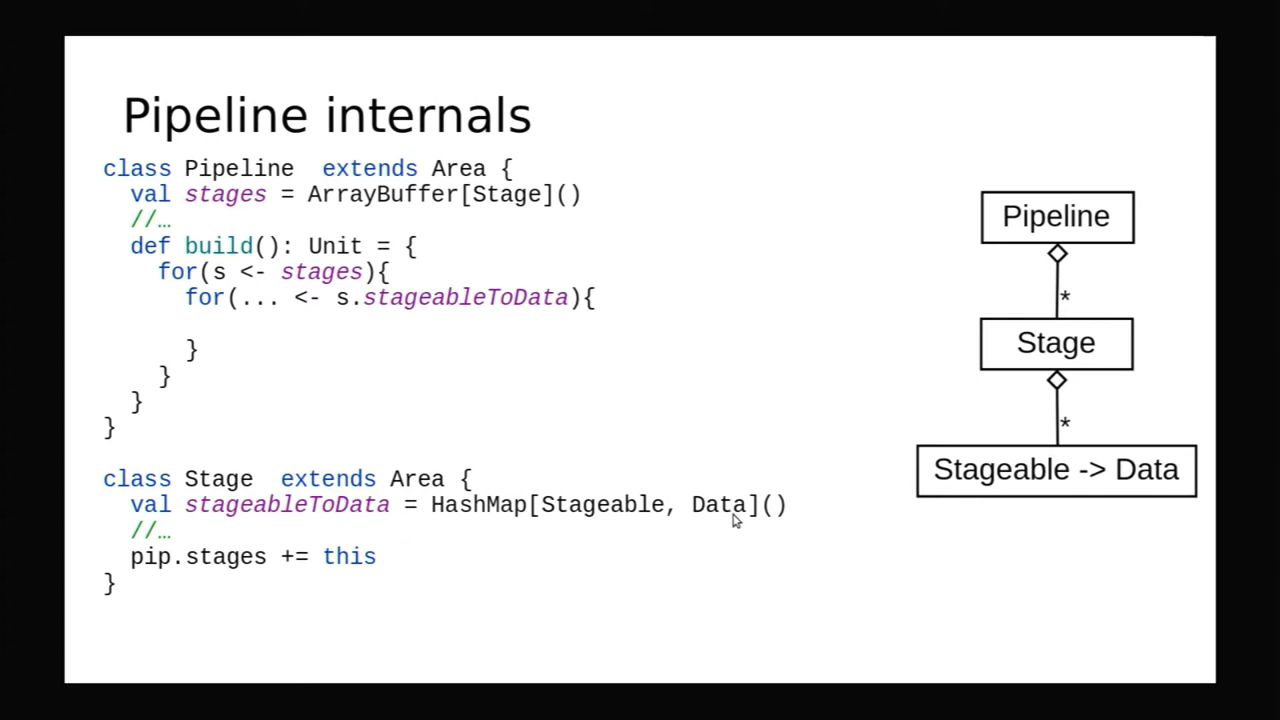 Pipeline internals
class Pipeline  extends Area {
  val stages = ArrayBuffer[Stage]()
  //…
  def build(): Unit = {
    for(s <- stages){
      for(... <- s.stageableToData){

      }
    }
  }
}

class Stage  extends Area {
  val stageableToData = HashMap[Stageable, Data]()
  //…
  pip.stages += this
}
Pipeline
*
Stage
*
Stageable -> Data